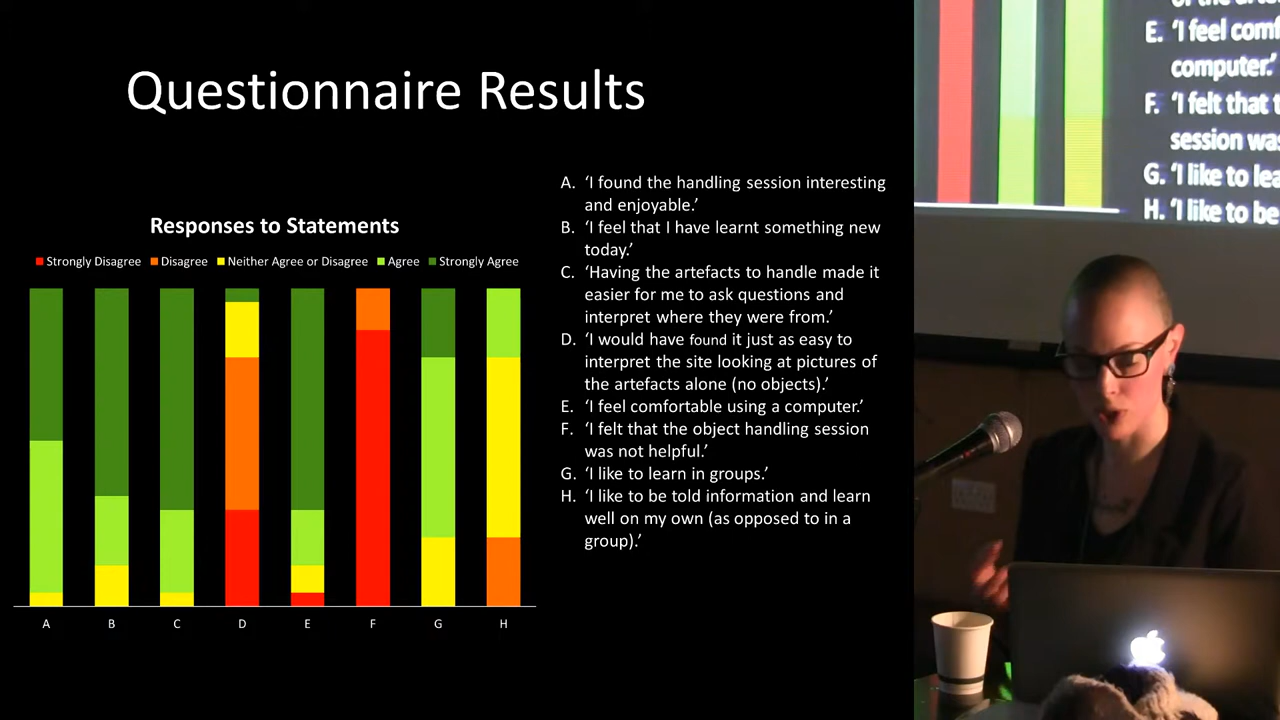 Questionnaire Results
Responses to Statements
Strongly Disagree Disagree Neither Agree or Disagree Agree Strongly Agree
A B C D E F G H
A. ‘I found the handling session interesting
and enjoyable.’
B. ‘I feel that I have learnt something new
today.’
C. ‘Having the artefacts to handle made it
easier for me to ask questions and
interpret where they were from.’
D. ‘I would have found it just as easy to
interpret the site looking at pictures of
the artefacts alone (no objects).’
E. ‘I feel comfortable using a computer.’
F. ‘I felt that the object handling session
was not helpful.’
G. ‘I like to learn in groups.’
H. ‘I like to be told information and learn
well on my own (as opposed to in a
group).’
E. ‘I feel
computer.’
F. ‘I felt that
session
G. ‘I like to
H. ‘I like to be